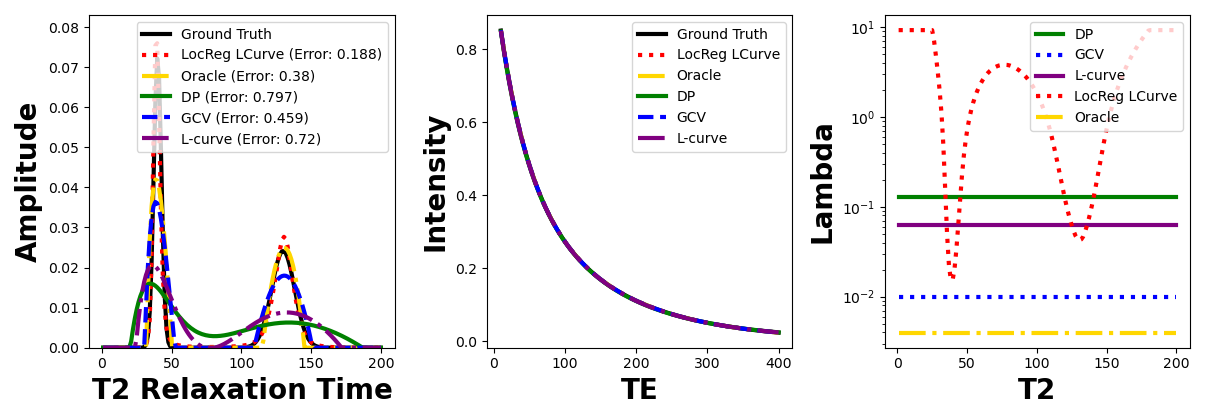 0.08
0.07
0.06
0.05
0.04
0.03
0.02
0.01
0.00
Amplitude
Ground Truth
LocReg LCurve (Error: 0.188)
Oracle (Error: 0.38)
DP (Error: 0.797)
GCV (Error: 0.459)
L-curve (Error: 0.72)
0 50 100 150 200
T2 Relaxation Time
0.8
0.6
0.4
0.2
0.0
Intensity
Ground Truth
LocReg LCurve
Oracle
DP
GCV
L-curve
0 100 200 300 400
TE
10¹
10⁰
10⁻¹
10⁻²
Lambda
DP
GCV
L-curve
LocReg LCurve
Oracle
0 50 100 150 200
T2